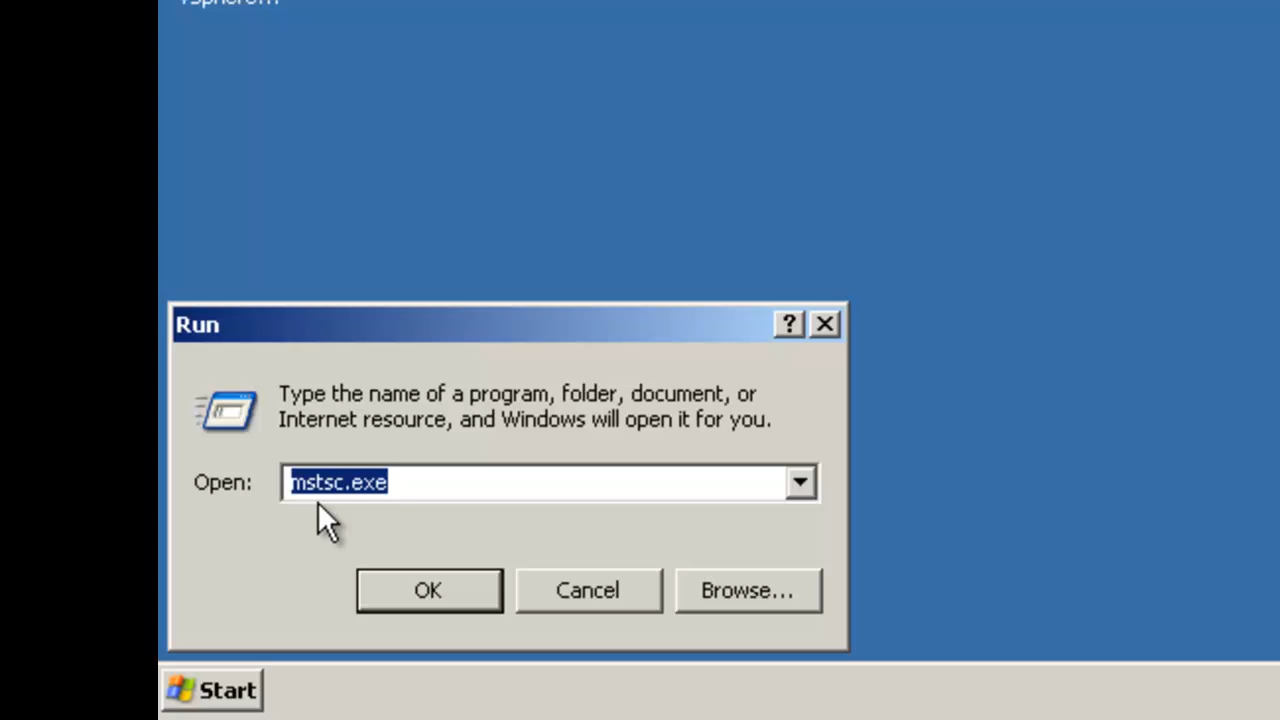 Run
Type the name of a program, folder, document, or
Internet resource, and Windows will open it for you.
Open: mstsc.exe
OK Cancel Browse...
Start